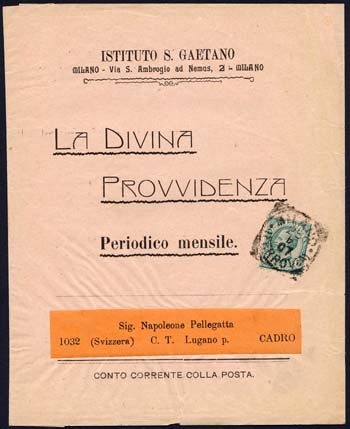 ISTITUTO S. GAETANO
MILANO - Via S. Ambrogio ad Nemus, 2 - MILANO
LA DIVINA
PROVVIDENZA
Periodico mensile.
MILANO
Sig. Napoleone Pellegatta
1032 (Svizzera) C. T. Lugano p. CADRO
CONTO CORRENTE COLLA POSTA.